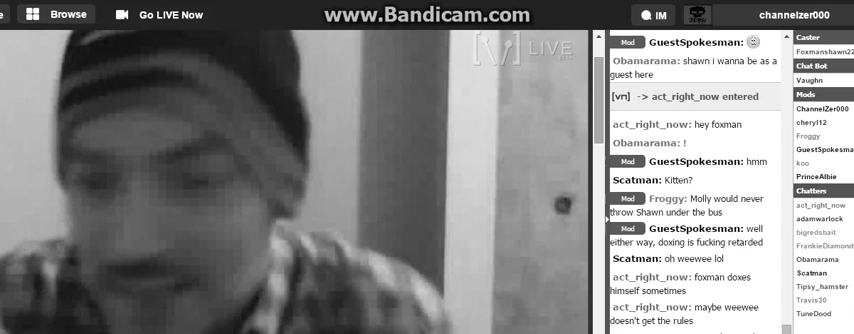 Browse
Go LIVE Now
www.Bandicam.com
IM
channelzer000
LIVE
Mod GuestSpokesman:
Obamarama: shawn i wanna be as a
guest here
[vn] -> act_right_now entered
act_right_now: hey foxman
Obamarama: !
Mod GuestSpokesman: hmm
Scatman: Kitten?
Mod Froggy: Molly would never
throw Shawn under the bus
Mod GuestSpokesman: well
either way, doxing is fucking retarded
Scatman: oh weewee lol
act_right_now: foxman doxes
himself sometimes
act_right_now: maybe weewee
doesn't get the rules
Caster
Foxmanshawn22
Chat Bot
Vaughn
Mods
ChannelZer000
cheryl12
Froggy
GuestSpokesma
koo
PrinceAlbie
Chatters
act_right_now
adamwarlock
bigredsbait
FrankieDiamond
Obamarama
Scatman
Tipsy_hamster
Travis30
TuneDood